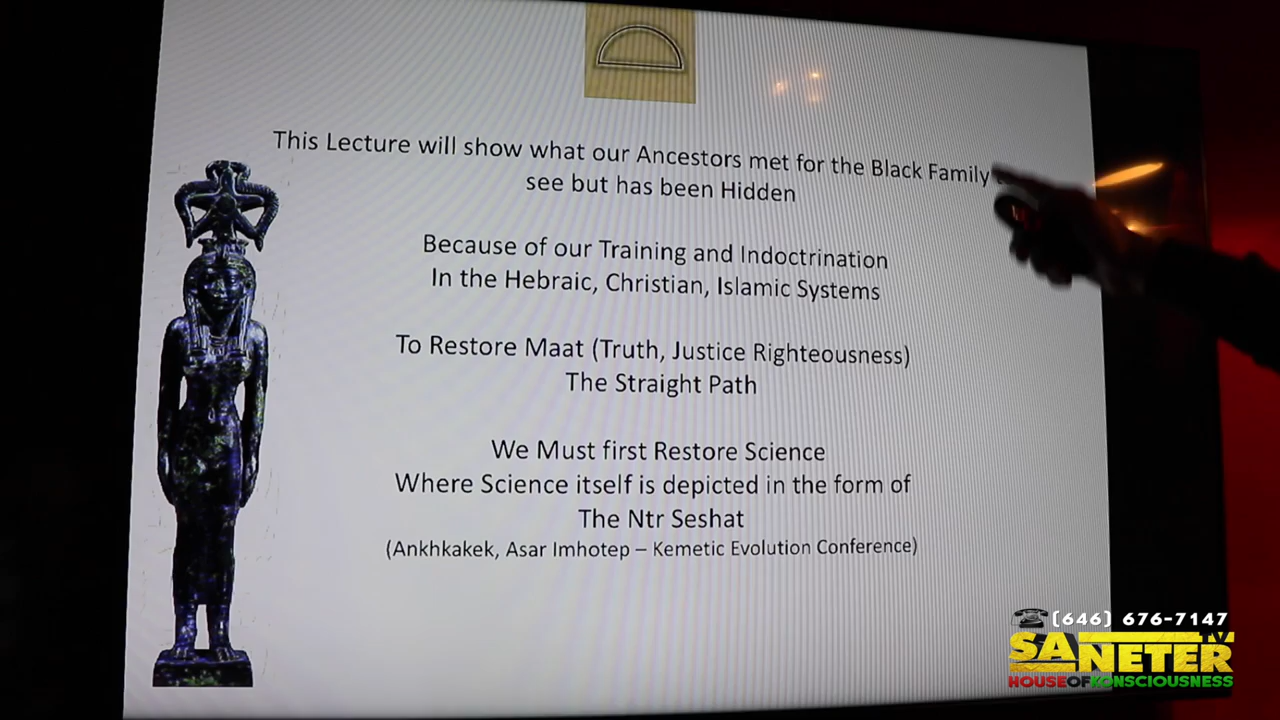 This Lecture will show what our Ancestors met for the Black Family
see but has been Hidden
Because of our Training and Indoctrination
In the Hebraic, Christian, Islamic Systems
To Restore Maat (Truth, Justice Righteousness)
The Straight Path
We Must first Restore Science
Where Science itself is depicted in the form of
The Ntr Seshat
(Ankhkakek, Asar Imhotep – Kemetic Evolution Conference)
(646) 676-7147
SANETER TV
HOUSEOFKONSCIOUSNESS